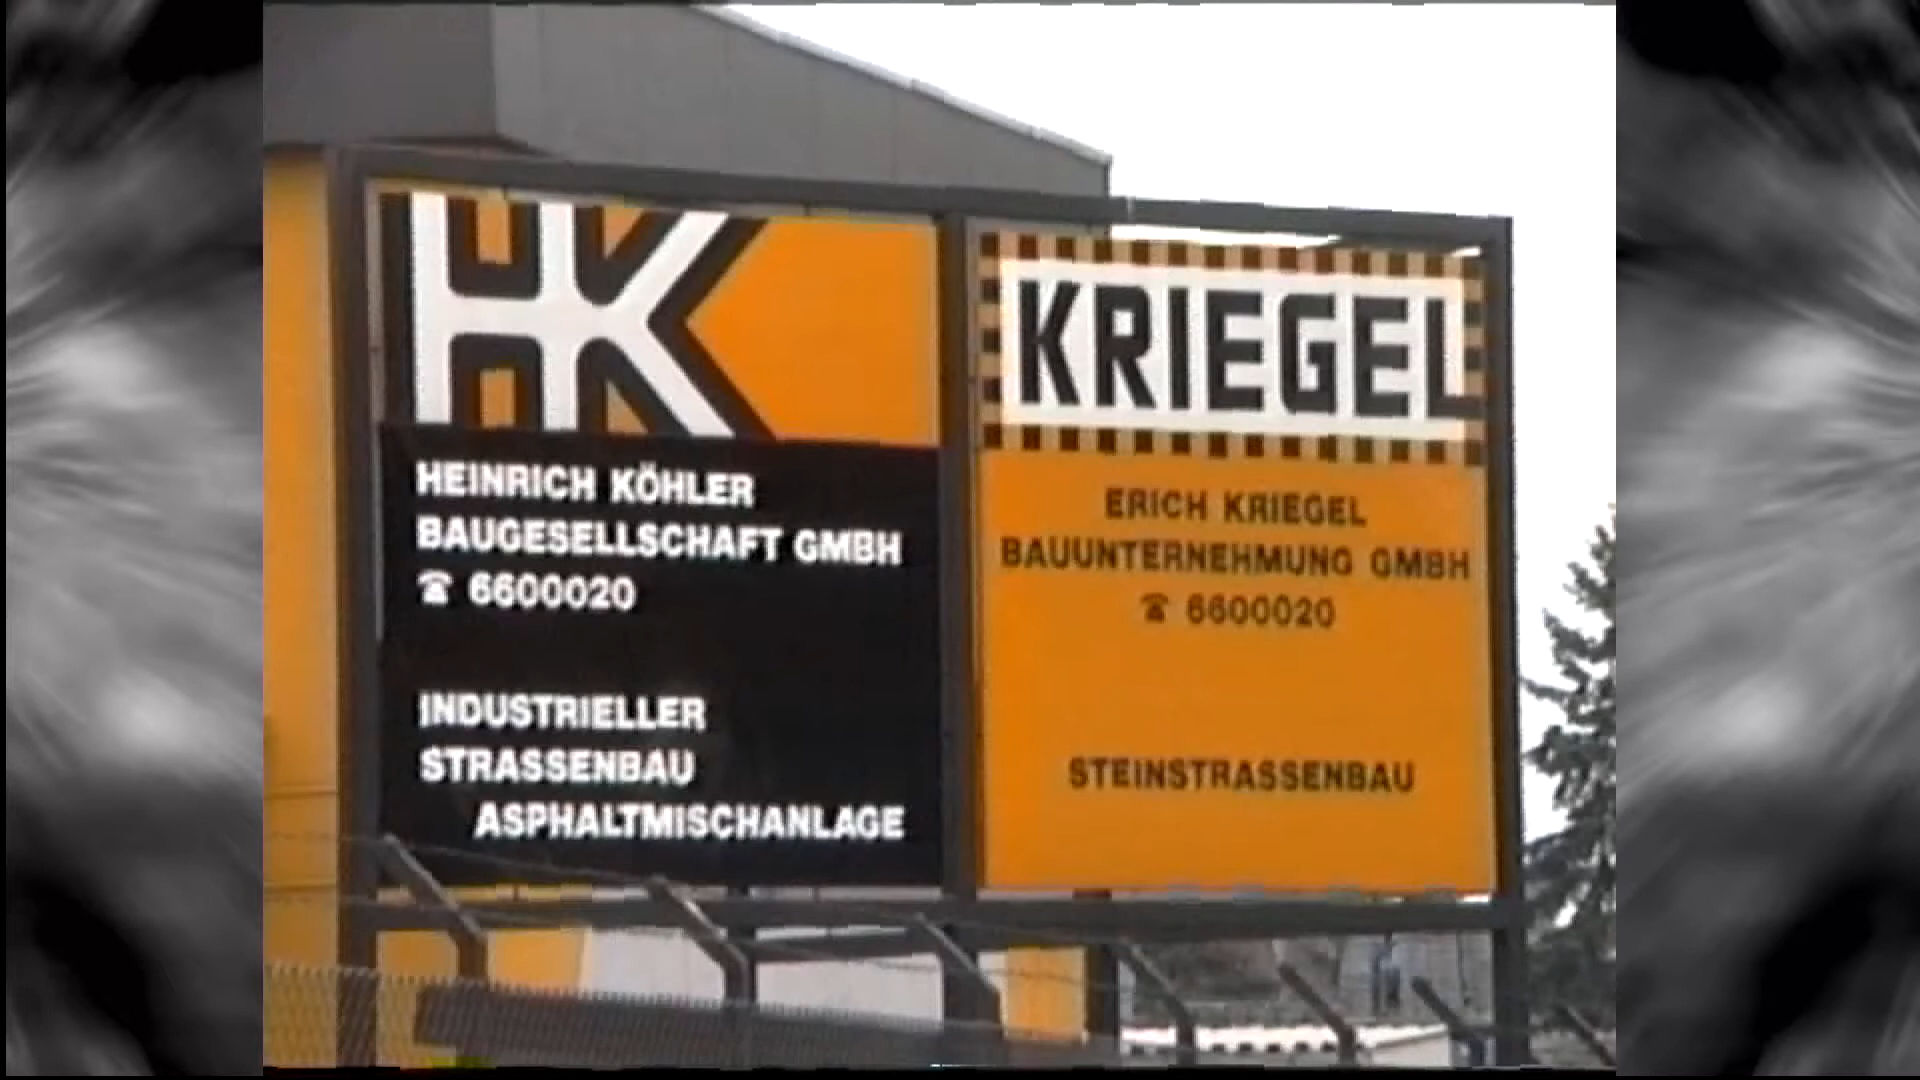 HK
HEINRICH KÖHLER
BAUGESELLSCHAFT GMBH
☎ 6600020
INDUSTRIELLER
STRASSENBAU
ASPHALTMISCHANLAGE
KRIEGEL
ERICH KRIEGEL
BAUUNTERNEHMUNG GMBH
☎ 6600020
STEINSTRASSENBAU